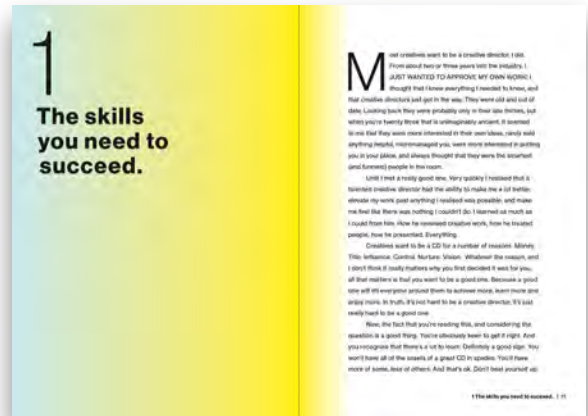 1
The skills
you need to
succeed.
Most creatives want to be a creative director. I did.
From about two or three years into the industry. I
JUST WANTED TO APPROVE MY OWN WORK! I
thought that I knew everything I needed to know, and
that creative directors just got in the way. They were old and out of
date. Looking back they were probably only in their late thirties, but
when you're twenty three that is unimaginably ancient. It seemed
to me that they were more interested in their own ideas, rarely said
anything helpful, micromanaged you, were more interested in putting
you in your place, and always thought that they were the smartest
(and funniest) people in the room.
Until I met a really good one. Very quickly I realised that a
talented creative director had the ability to make me a lot better,
elevate my work past anything I realised was possible, and make
me feel like there was nothing I couldn't do. I learned as much as
I could from him. How he reviewed creative work, how he treated
people, how he presented. Everything.
Creatives want to be a CD for a number of reasons. Money.
Title. Influence. Control. Nurture. Vision. Whatever the reason, and
I don't think it really matters why you first decided it was for you,
all that matters is that you want to be a good one. Because a good
one will lift everyone around them to achieve more, learn more and
enjoy more. In truth, it's not hard to be a creative director. It's just
really hard to be a good one.
Now, the fact that you're reading this, and considering the
question is a good thing. You're obviously keen to get it right. And
you recognise that there's a lot to learn. Definitely a good sign. You
won't have all of the assets of a great CD in spades. You'll have
more of some, less of others. And that's ok. Don't beat yourself up.
1 The skills you need to succeed. | 11